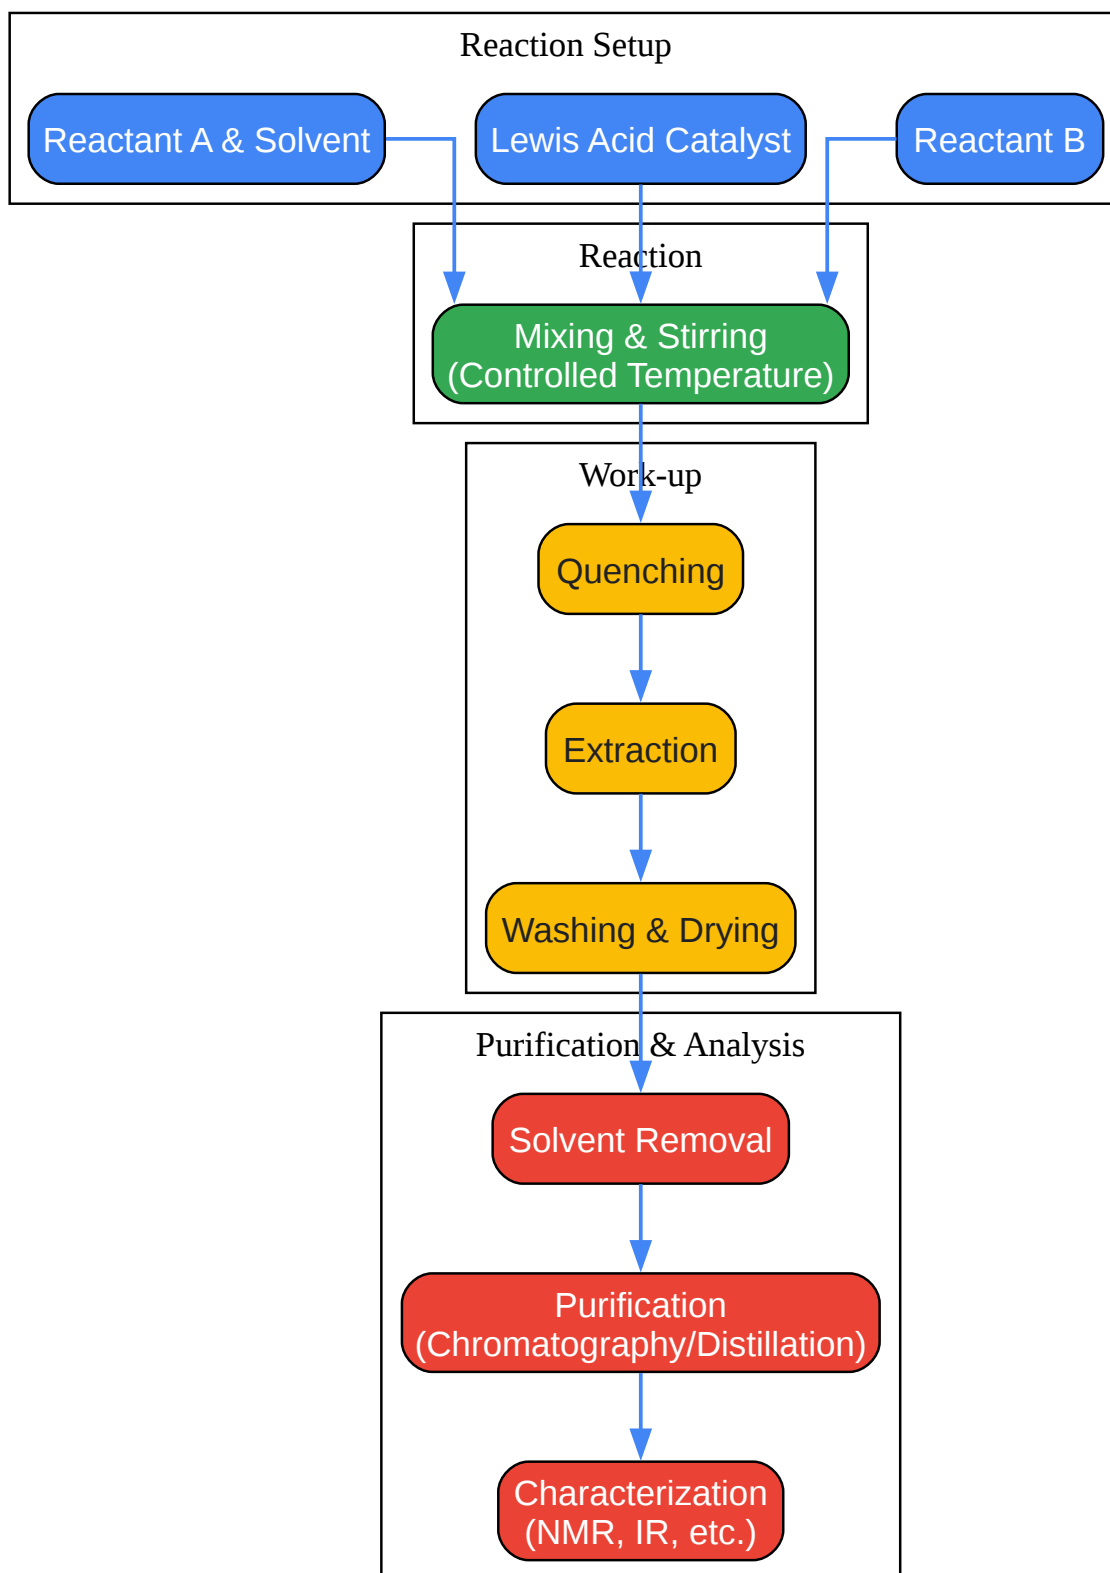 Reaction Setup
Reactant A & Solvent
Lewis Acid Catalyst
Reactant B
Reaction
Mixing & Stirring
(Controlled Temperature)
Work-up
Quenching
Extraction
Washing & Drying
Purification & Analysis
Solvent Removal
Purification
(Chromatography/Distillation)
Characterization
(NMR, IR, etc.)